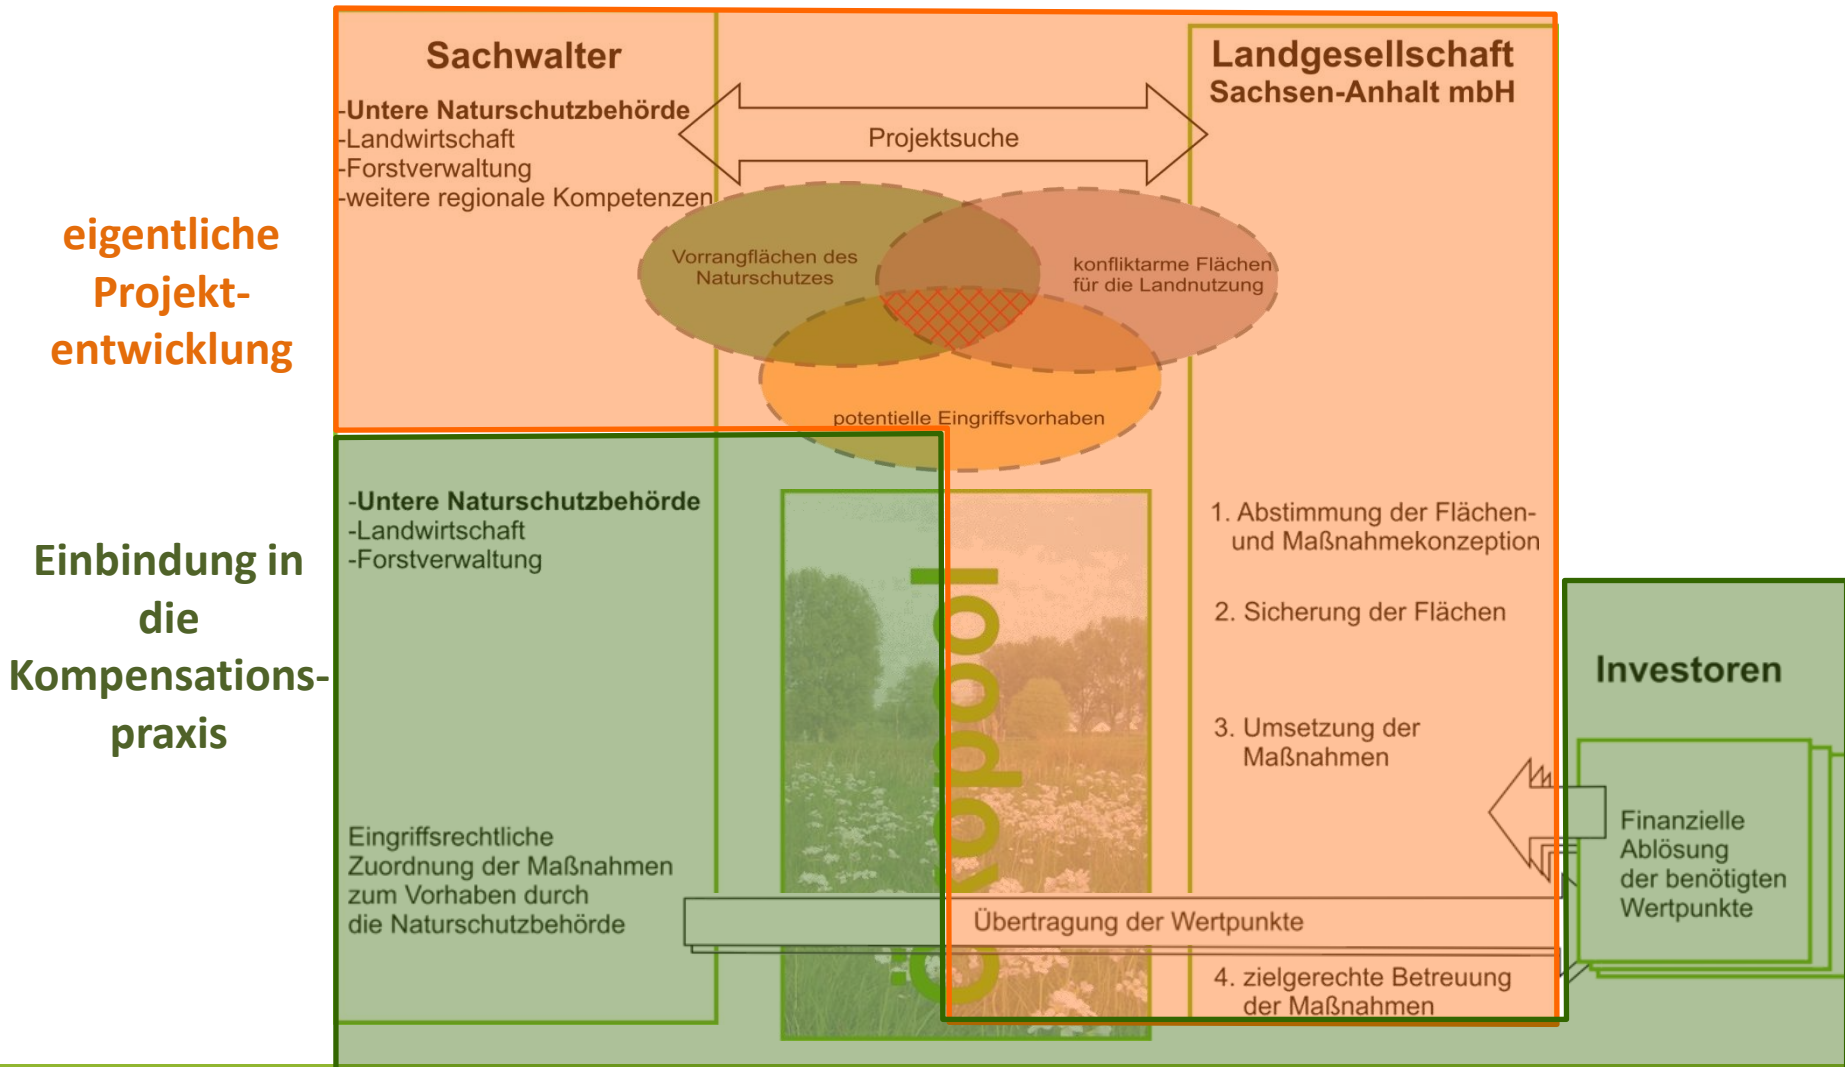 eigentliche
Projekt-
entwicklung
Einbindung in
die
Kompensations-
praxis
Sachwalter
-Untere Naturschutzbehörde
-Landwirtschaft
-Forstverwaltung
-weitere regionale Kompetenzen
Projektsuche
Landgesellschaft
Sachsen-Anhalt mbH
Vorrangflächen des
Naturschutzes
konfliktarme Flächen
für die Landnutzung
potentielle Eingriffsvorhaben
-Untere Naturschutzbehörde
-Landwirtschaft
-Forstverwaltung
Eingriffsrechtliche
Zuordnung der Maßnahmen
zum Vorhaben durch
die Naturschutzbehörde
Ökopool
1. Abstimmung der Flächen-
und Maßnahmekonzeption
2. Sicherung der Flächen
3. Umsetzung der
Maßnahmen
Übertragung der Wertpunkte
4. zielgerechte Betreuung
der Maßnahmen
Investoren
Finanzielle
Ablösung
der benötigten
Wertpunkte